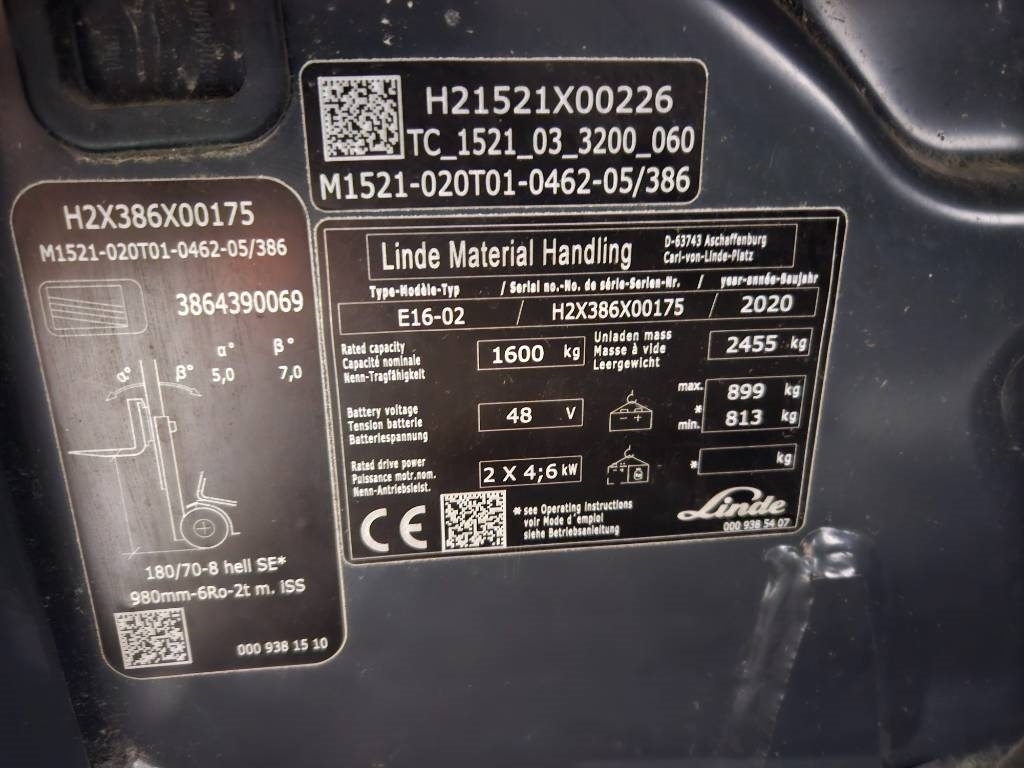 H21521X00226
TC_1521_03_3200_060
M1521-020T01-0462-05/386
H2X386X00175
M1521-020T01-0462-05/386
3864390069
α° β°
α° β° 5,0 7,0
180/70-8 hell SE*
980mm-6Ro-2t m. iSS
000 938 15 10
Linde Material Handling
D-63743 Aschaffenburg
Carl-von-Linde-Platz
Type-Modèle-Typ / Serial no.-No. de série-Serien-Nr. / year-année-Baujahr
E16-02 / H2X386X00175 / 2020
Rated capacity
Capacité nominale
Nenn-Tragfähigkeit
1600 kg
Unladen mass
Masse à vide
Leergewicht
2455 kg
Battery voltage
Tension batterie
Batteriespannung
48 V
- +
max. 899 kg
*
min. 813 kg
Rated drive power
Puissance motr.nom.
Nenn-Antriebsleist.
2 X 4;6 kW
* kg
CE
* see Operating Instructions
voir Mode d'emploi
siehe Betriebsanleitung
Linde
000 938 54 07